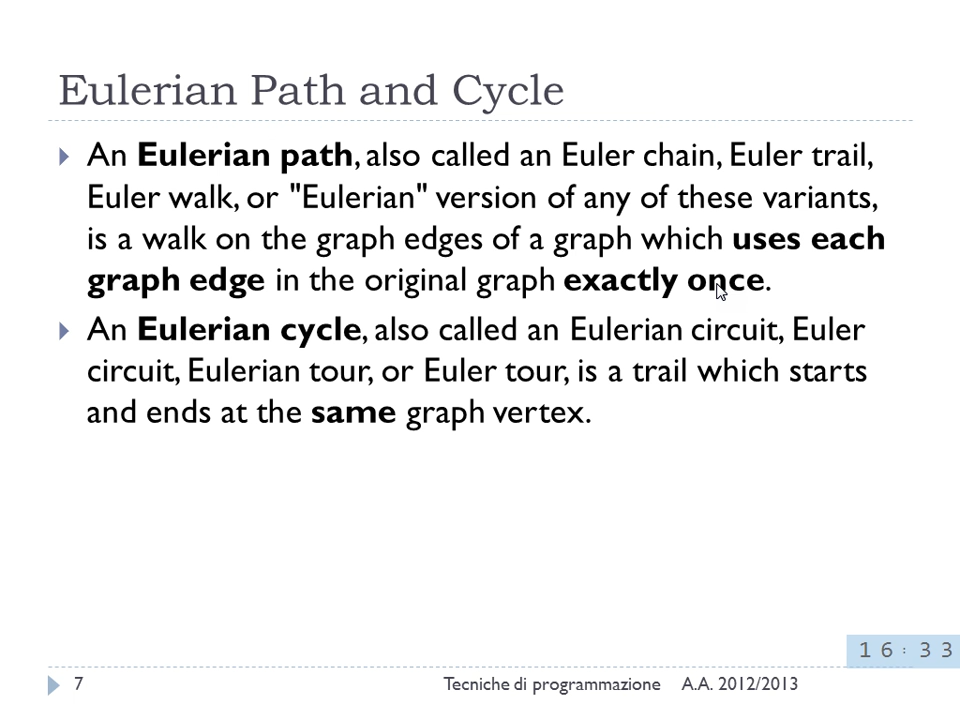 Eulerian Path and Cycle
An Eulerian path, also called an Euler chain, Euler trail,
Euler walk, or "Eulerian" version of any of these variants,
is a walk on the graph edges of a graph which uses each
graph edge in the original graph exactly once.
An Eulerian cycle, also called an Eulerian circuit, Euler
circuit, Eulerian tour, or Euler tour, is a trail which starts
and ends at the same graph vertex.
16:33
7 Tecniche di programmazione A.A. 2012/2013